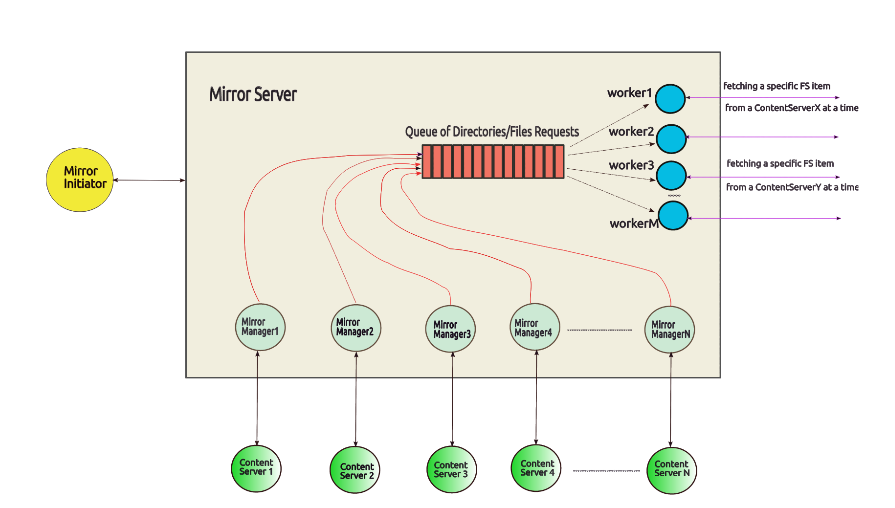 Mirror Server
worker1
fetching a specific FS item
from a ContentServerX at a time
Queue of Directories/Files Requests
worker2
worker3
fetching a specific FS item
from a ContentServerY at a time
workerM
Mirror
Initiator
Mirror
Manager1
Mirror
Manager2
Mirror
Manager3
Mirror
Manager4
Mirror
ManagerN
Content
Server 1
Content
Server 2
Content
Server 3
Content
Server 4
Content
Server N